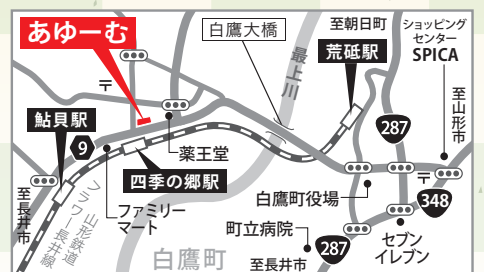 あゆーむ
白鷹大橋
至朝日町
ショッピング
センター
SPICA
荒砥駅
最上川
至山形市
〒
鮎貝駅
9
薬王堂
287
四季の郷駅
至長井市
フラワー長井線
山形鉄道
ファミリー
マート
白鷹町役場
〒
348
町立病院
白鷹町
287
至長井市
セブン
イレブン